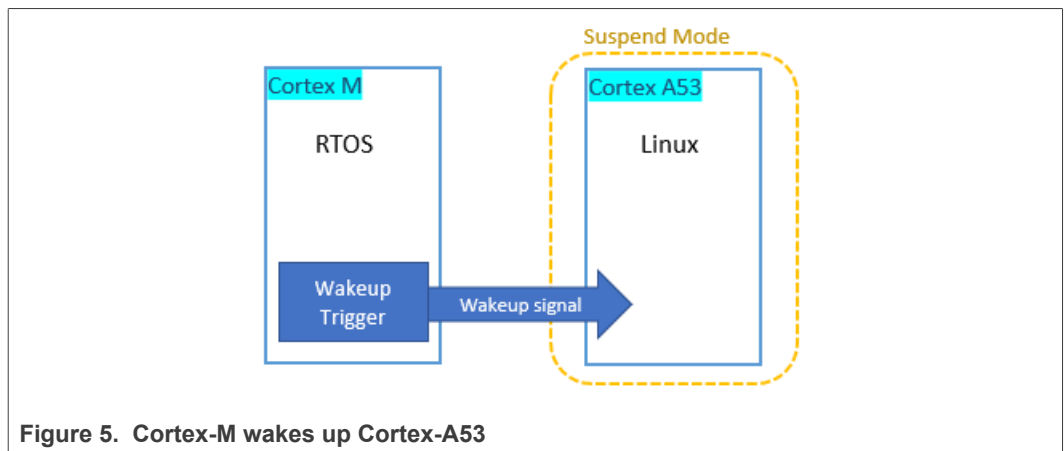 Suspend Mode
Cortex M
Cortex A53
RTOS
Linux
Wakeup
Trigger
Wakeup signal
Figure 5. Cortex-M wakes up Cortex-A53